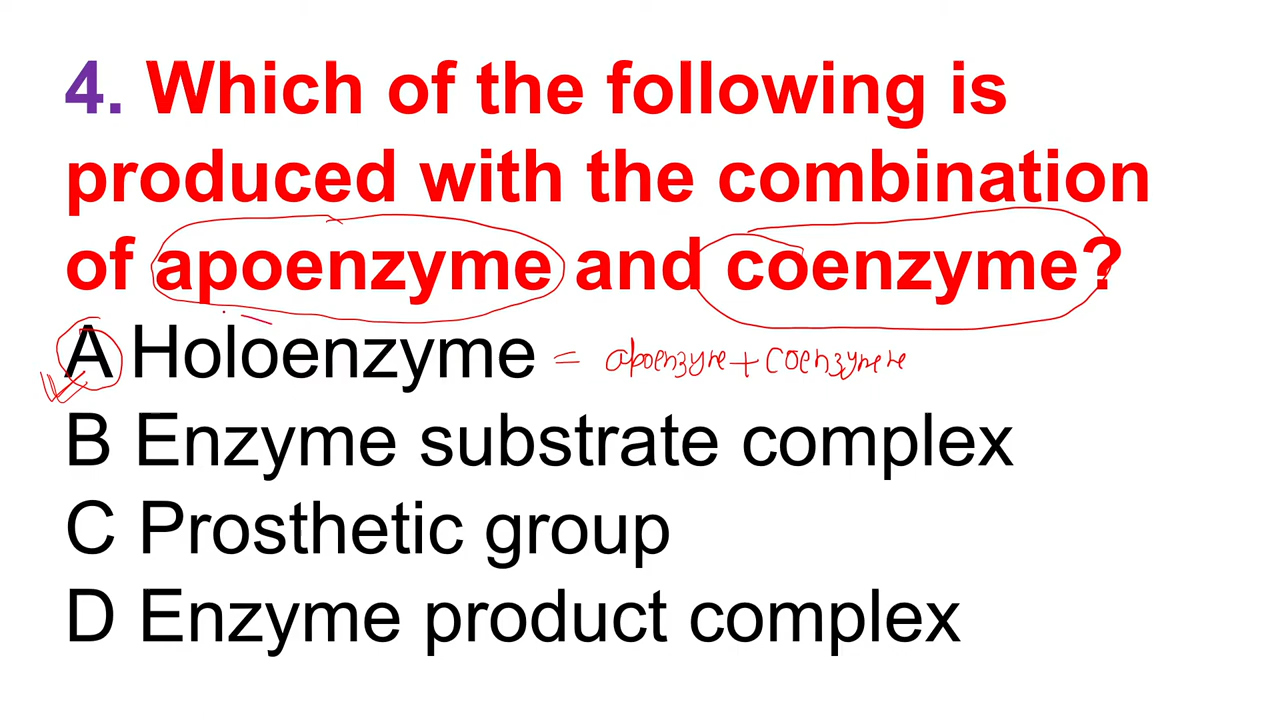 4. Which of the following is
produced with the combination
of apoenzyme and coenzyme?
A Holoenzyme = apoenzyme + coenzyme
B Enzyme substrate complex
C Prosthetic group
D Enzyme product complex